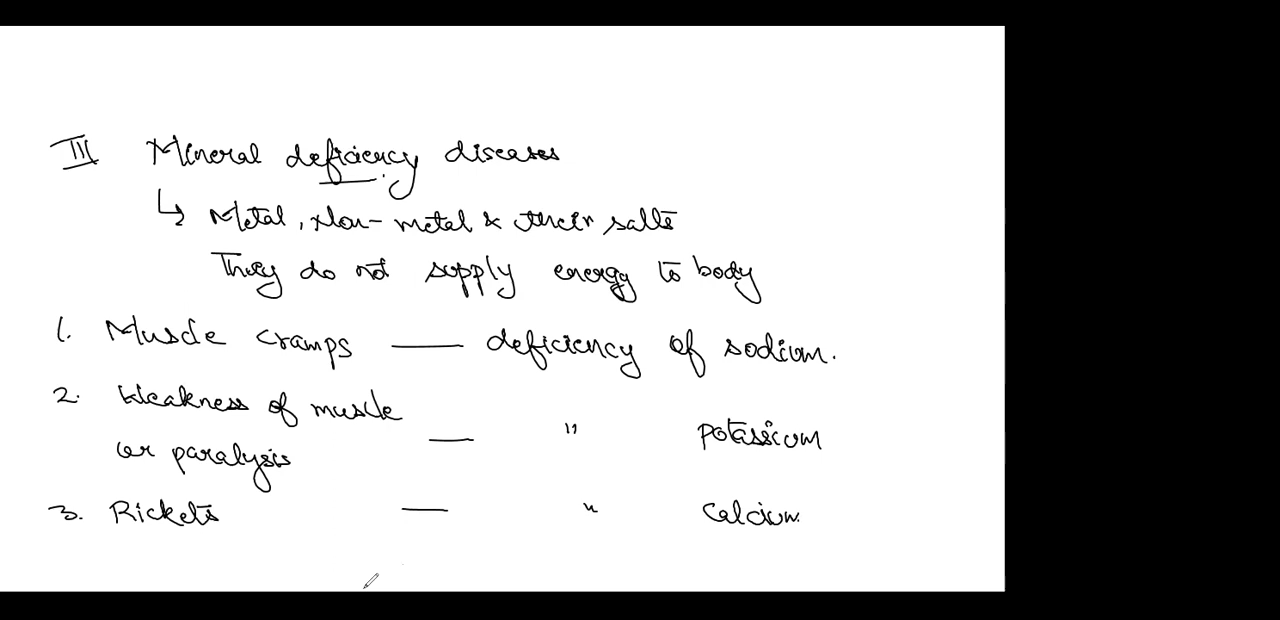 III Mineral deficiency diseases
↳ Metal, Non-metal & their salts
They do not supply energy to body
1. Muscle cramps — deficiency of sodium.
2. Weakness of muscle
or paralysis — " potassium
3. Rickets — " Calcium.